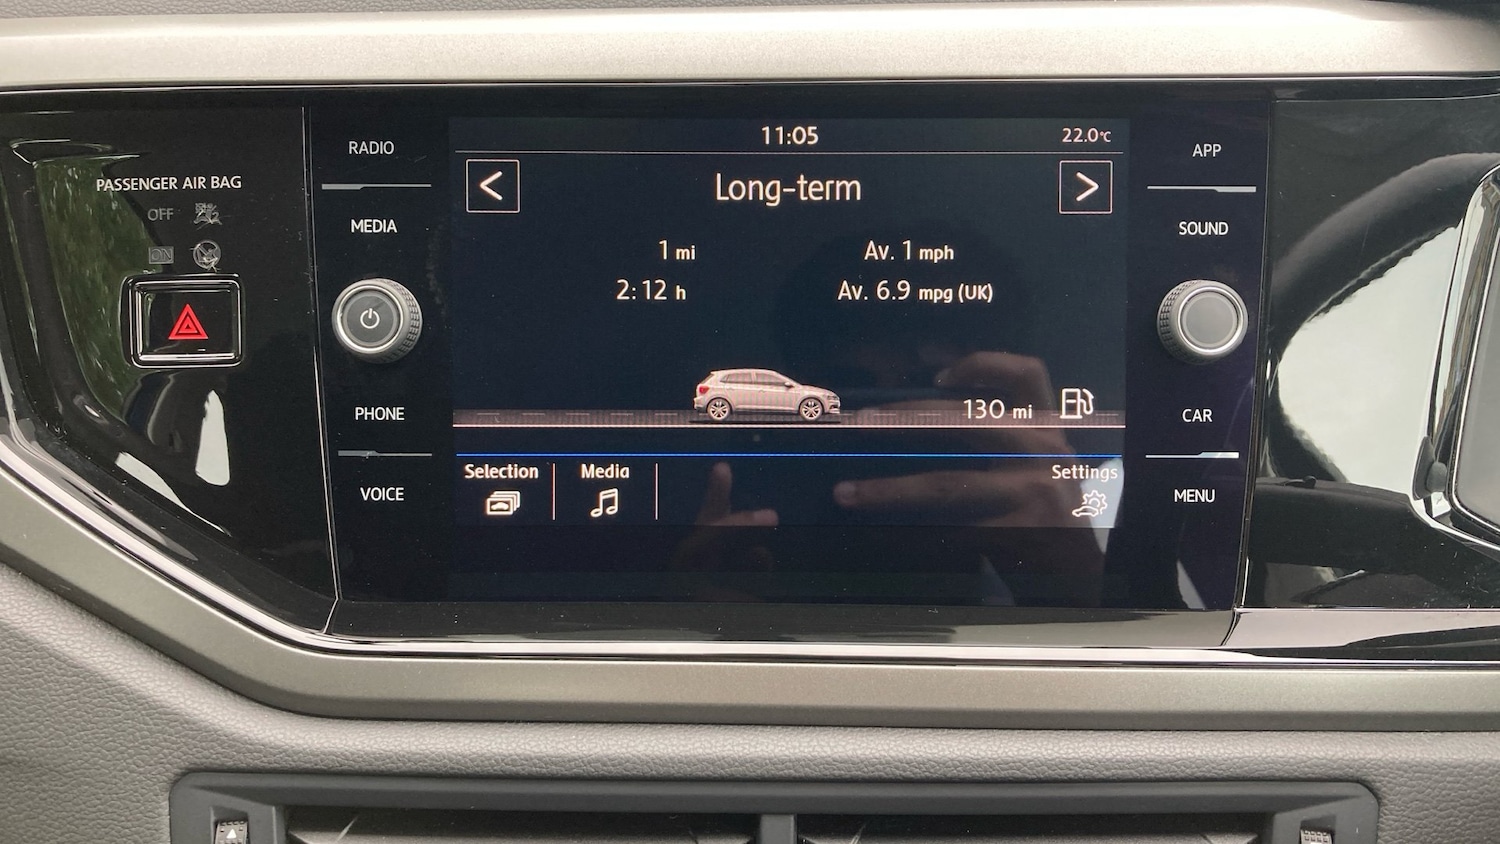 PASSENGER AIR BAG
OFF
ON
RADIO
MEDIA
PHONE
VOICE
11:05
22.0°C
Long-term
1 mi
Av. 1 mph
2:12 h
Av. 6.9 mpg (UK)
130 mi
Selection
Media
Settings
APP
SOUND
CAR
MENU